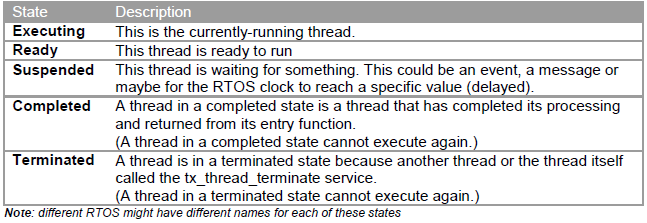 State Description
Executing This is the currently-running thread.
Ready This thread is ready to run
Suspended This thread is waiting for something. This could be an event, a message or
maybe for the RTOS clock to reach a specific value (delayed).
Completed A thread in a completed state is a thread that has completed its processing
and returned from its entry function.
(A thread in a completed state cannot execute again.)
Terminated A thread is in a terminated state because another thread or the thread itself
called the tx_thread_terminate service.
(A thread in a terminated state cannot execute again.)
Note: different RTOS might have different names for each of these states